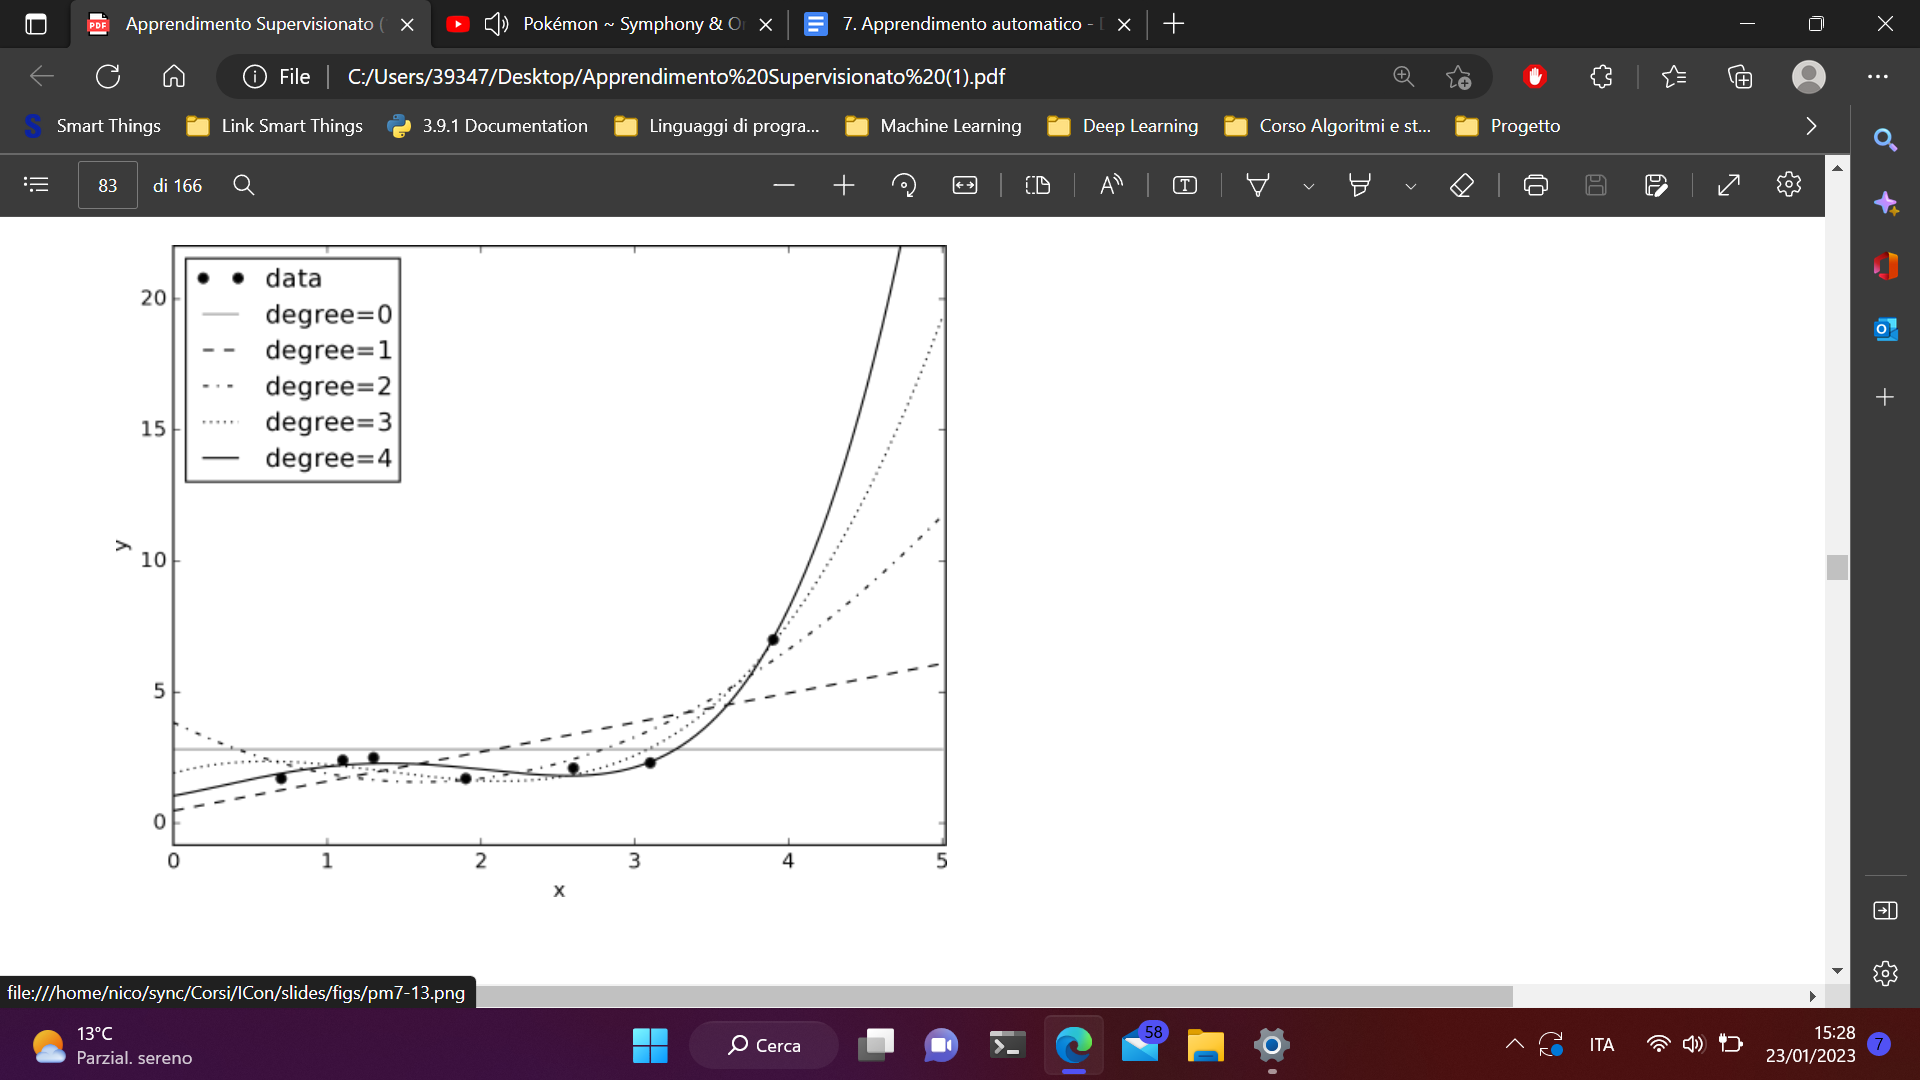 Apprendimento Supervisionato (
Pokémon ~ Symphony & O
7. Apprendimento automatico -
File
C:/Users/39347/Desktop/Apprendimento%20Supervisionato%20(1).pdf
Smart Things
Link Smart Things
3.9.1 Documentation
Linguaggi di progra...
Machine Learning
Deep Learning
Corso Algoritmi e st...
Progetto
83
di 166
data
degree=0
degree=1
degree=2
degree=3
degree=4
20
15
10
5
0
y
0 1 2 3 4 5
x
file:///home/nico/sync/Corsi/ICon/slides/figs/pm7-13.png
13°C
Parzial. sereno
Cerca
58
ITA
15:28
23/01/2023
7